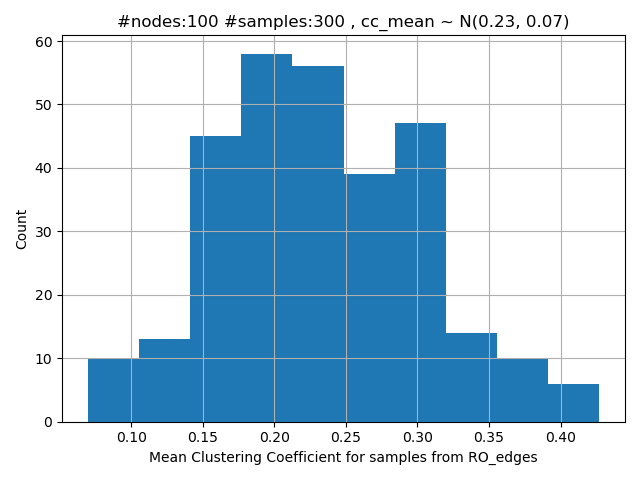 #nodes:100 #samples:300 , cc_mean ~ N(0.23, 0.07)
60
50
40
30
20
10
0
Count
0.10 0.15 0.20 0.25 0.30 0.35 0.40
Mean Clustering Coefficient for samples from RO_edges